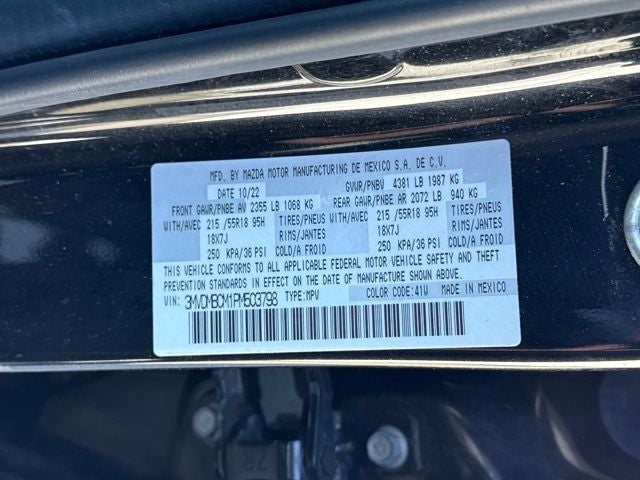 MFD. BY MAZDA MOTOR MANUFACTURING DE MEXICO S.A. DE C.V.
DATE 10/22 GVWR/PNBV 4381 LB 1987 KG
FRONT GAWR/PNBE AV 2355 LB 1068 KG REAR GAWR/PNBE AR 2072 LB 940 KG
WITH/AVEC 215 /55R18 95H TIRES/PNEUS WITH/AVEC 215 /55R18 95H TIRES/PNEUS
18X7J RIMS/JANTES 18X7J RIMS/JANTES
250 KPA/36 PSI COLD/A FROID 250 KPA/36 PSI COLD/A FROID
THIS VEHICLE CONFORMS TO ALL APPLICABLE FEDERAL MOTOR VEHICLE SAFETY AND THEFT
PREVENTION STANDARDS IN EFFECT ON THE DATE OF MANUFACTURE SHOWN ABOVE.
VIN: 3MVDMBCM1PM503798 TYPE:MPV COLOR CODE:41W MADE IN MEXICO